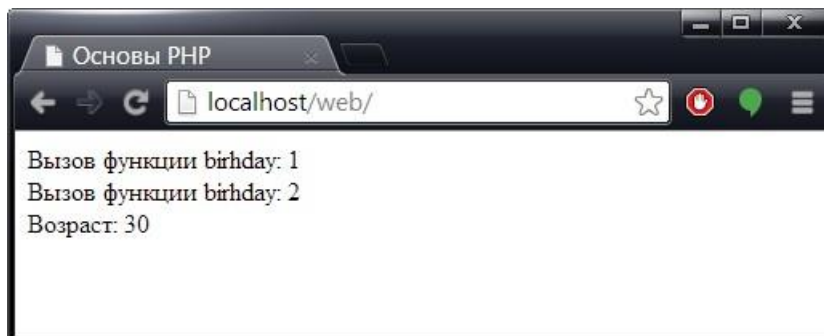 Основы PHP
localhost/web/
Вызов функции birhday: 1
Вызов функции birhday: 2
Возраст: 30